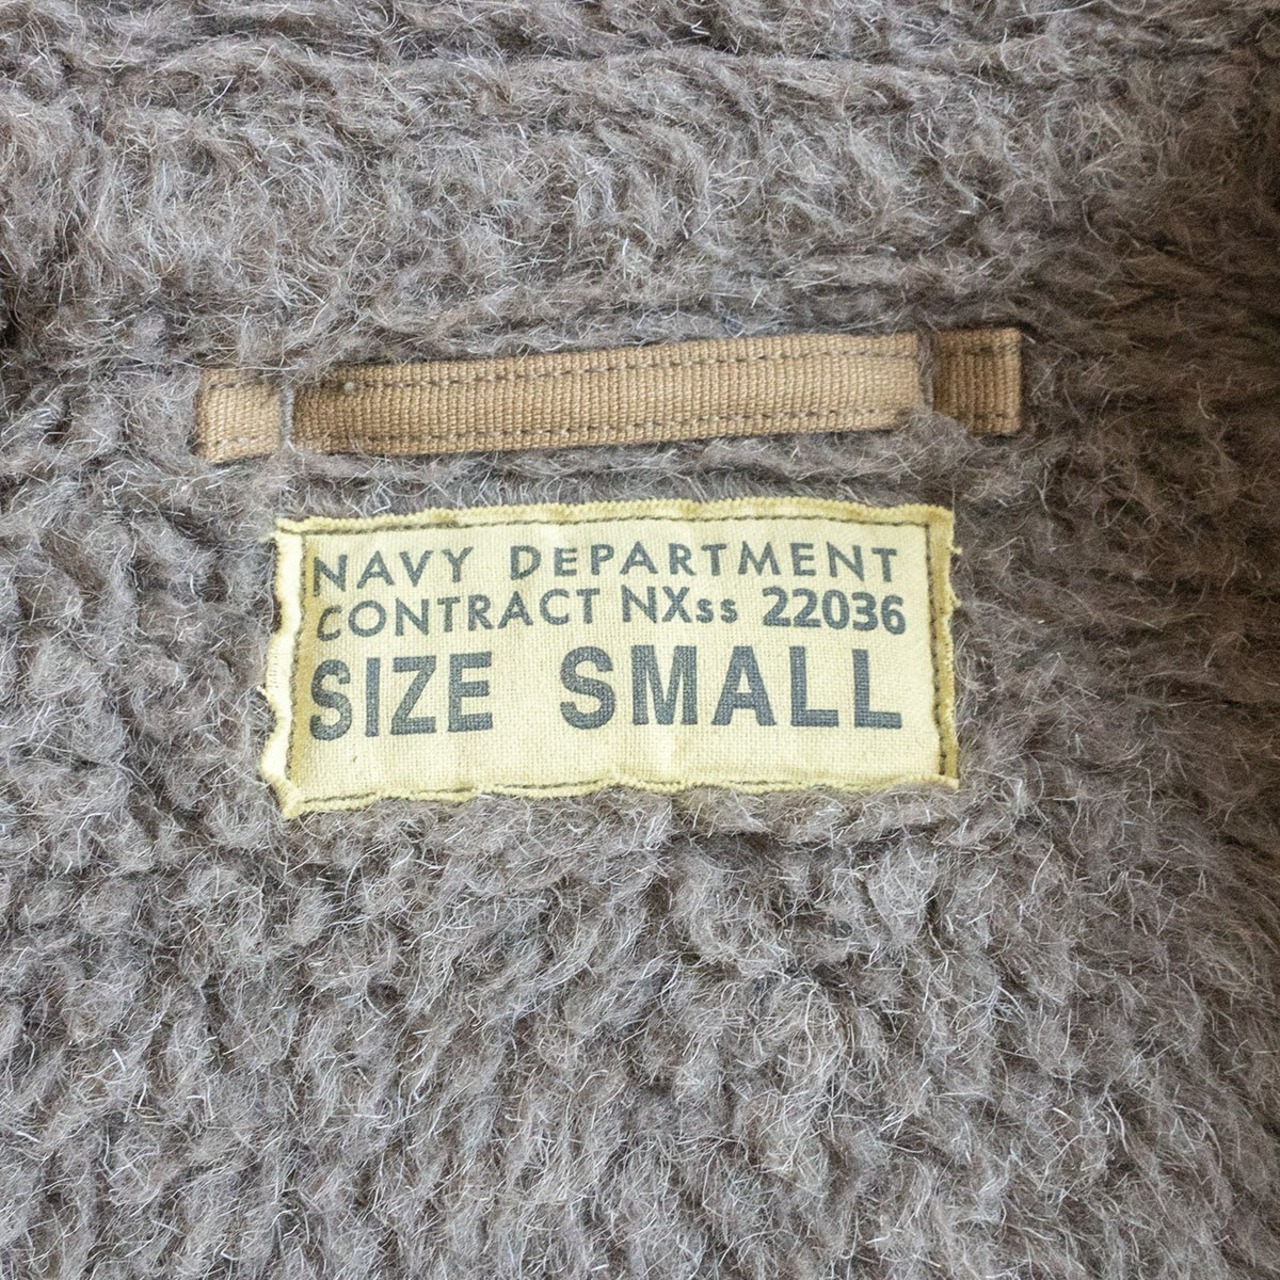 NAVY DEPARTMENT
CONTRACT NXss 22036
SIZE SMALL